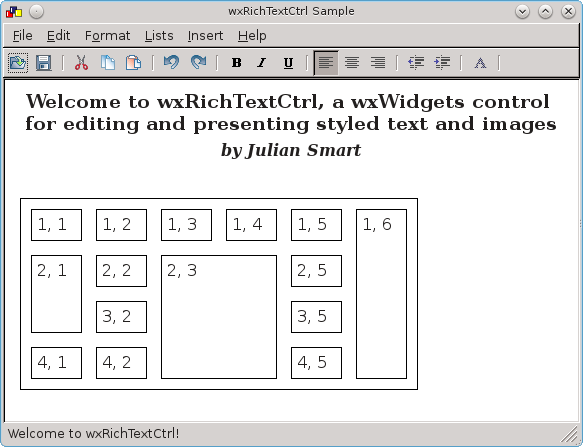 wxRichTextCtrl Sample
File Edit Format Lists Insert Help
B I U A
Welcome to wxRichTextCtrl, a wxWidgets control
for editing and presenting styled text and images
by Julian Smart
1, 1 1, 2 1, 3 1, 4 1, 5 1, 6
2, 1 2, 2 2, 3 2, 5
3, 2 3, 5
4, 1 4, 2 4, 5
Welcome to wxRichTextCtrl!